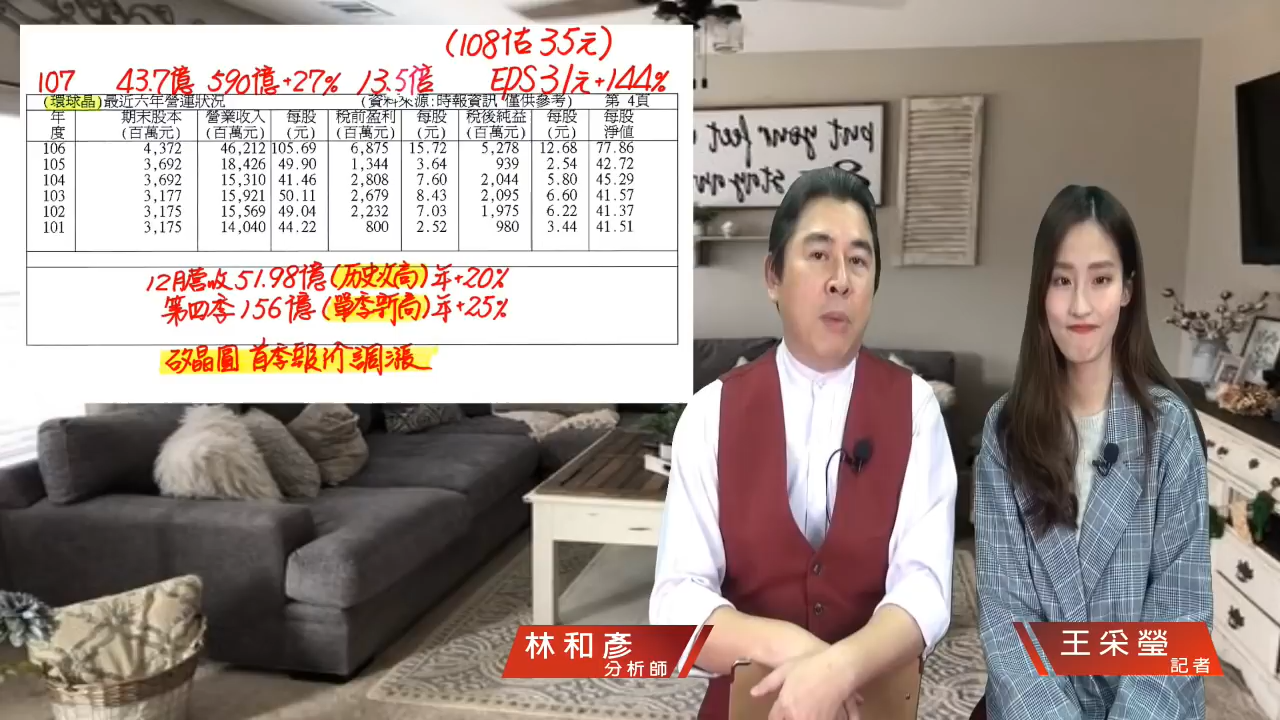 (108估 35元)
107 43.7億 590億+27% 13.5倍 EPS31元+144%
(環球晶)最近六年營運狀況 (資料來源:時報資訊 僅供參考) 第 4頁
年度 期末股本(百萬元) 營業收入(百萬元) 每股(元) 稅前盈利(百萬元) 每股(元) 稅後純益(百萬元) 每股(元) 每股淨值
106 4,372 46,212 105.69 6,875 15.72 5,278 12.68 77.86
105 3,692 18,426 49.90 1,344 3.64 939 2.54 42.72
104 3,692 15,310 41.46 2,808 7.60 2,044 5.80 45.29
103 3,177 15,921 50.11 2,679 8.43 2,095 6.60 41.57
102 3,175 15,569 49.04 2,232 7.03 1,975 6.22 41.37
101 3,175 14,040 44.22 800 2.52 980 3.44 41.51
12月營收 51.98億(历史次高)年+20%
第四季 156億(單季新高)年+25%
矽晶圓 首季報价調漲
put your feet
stay
林和彥
分析師
王采瑩
記者